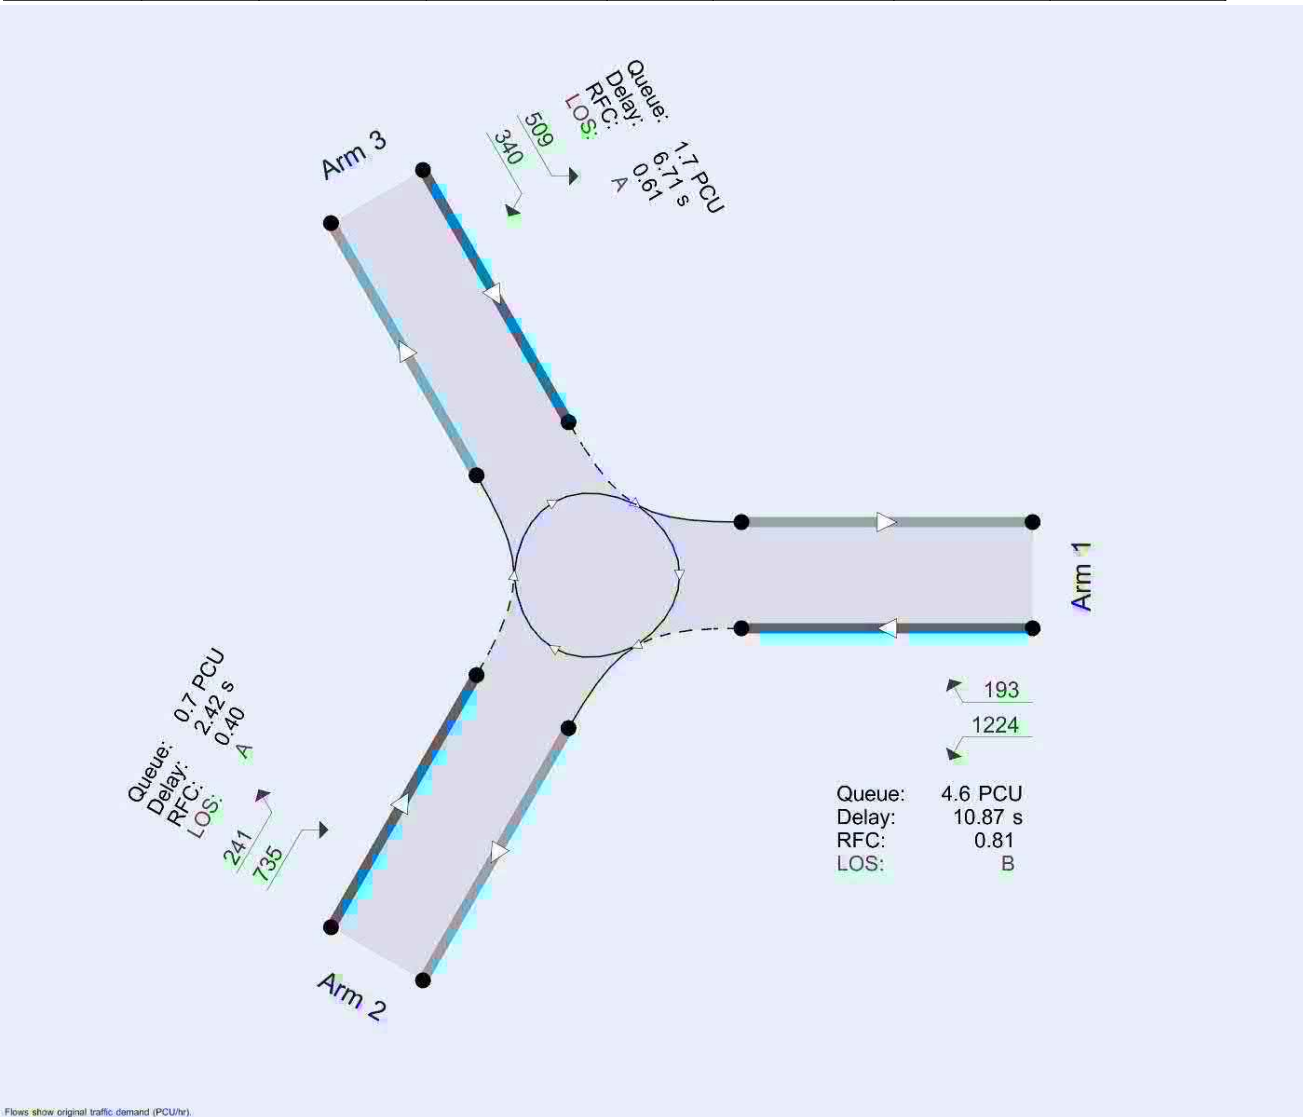 Arm 3
Queue: 1.7 PCU
Delay: 6.71 s
RFC: 0.61
LOS: A
509
340
Arm 1
193
1224
Queue: 4.6 PCU
Delay: 10.87 s
RFC: 0.81
LOS: B
Queue: 0.7 PCU
Delay: 2.42 s
RFC: 0.40
LOS: A
241
735
Arm 2
Flows show original traffic demand (PCU/hr).